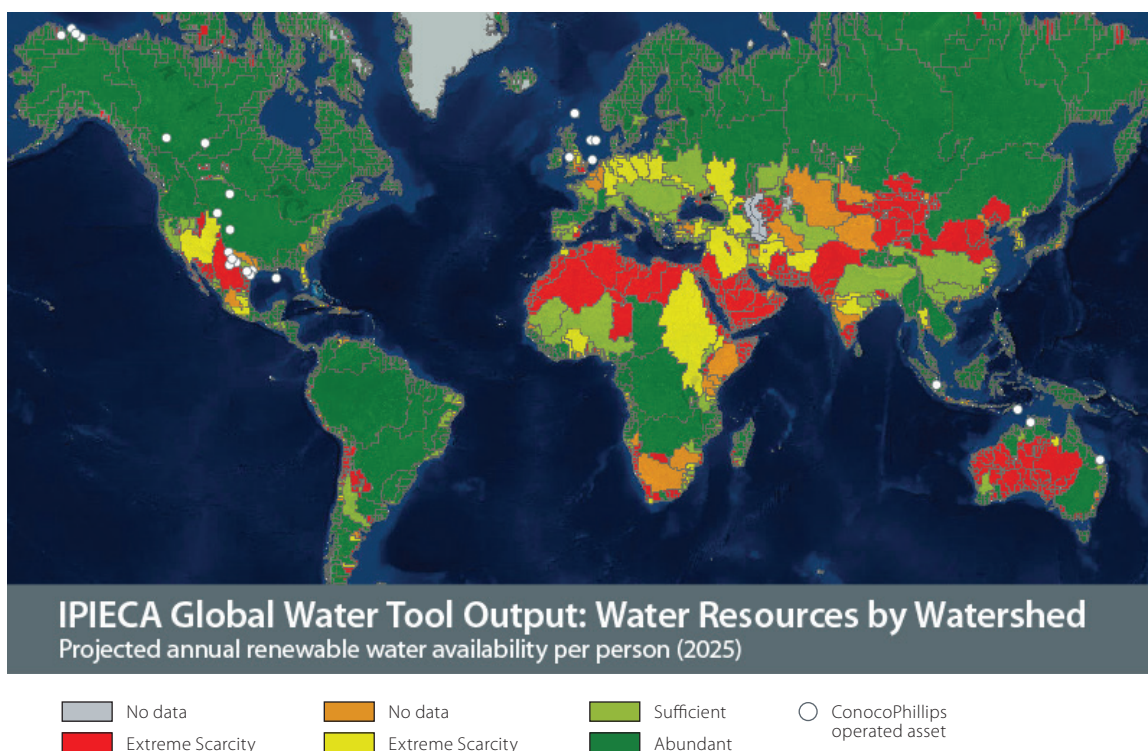 IPIECA Global Water Tool Output: Water Resources by Watershed
Projected annual renewable water availability per person (2025)
No data
No data
Sufficient
ConocoPhillips
operated asset
Extreme Scarcity
Extreme Scarcity
Abundant